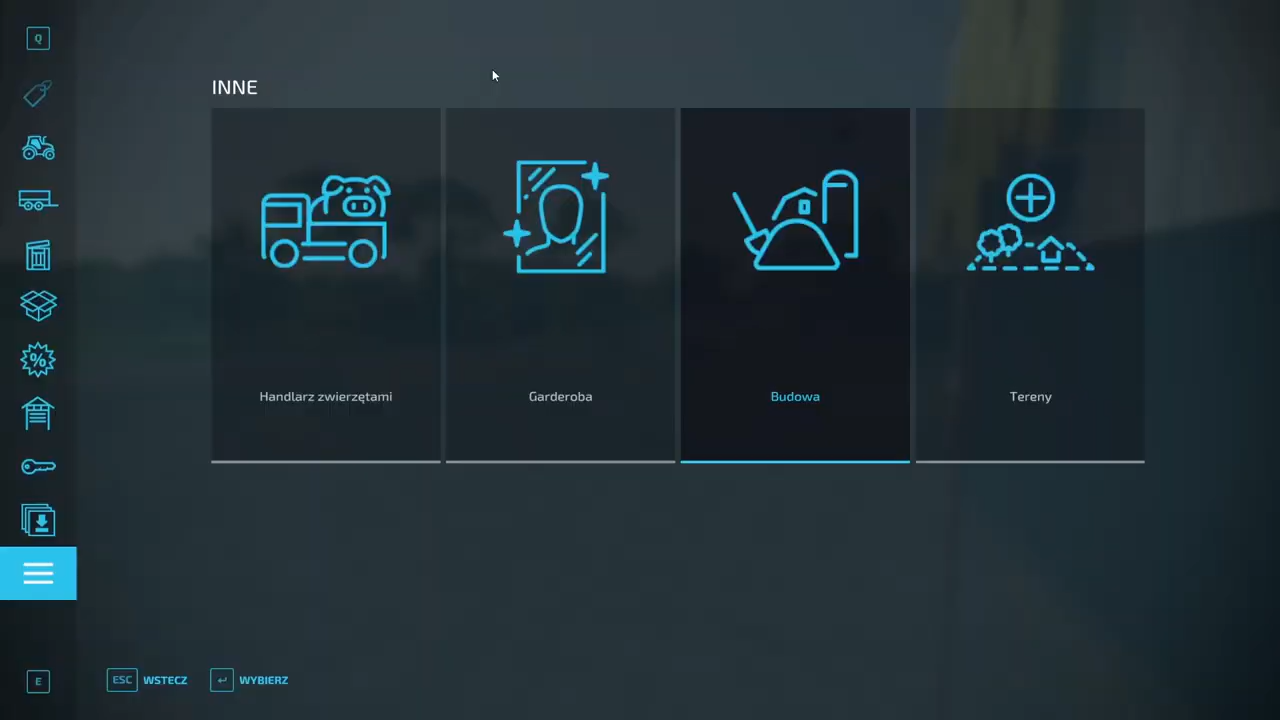 Q
INNE
%
Handlarz zwierzętami
Garderoba
Budowa
Tereny
E
ESC WSTECZ
↵ WYBIERZ